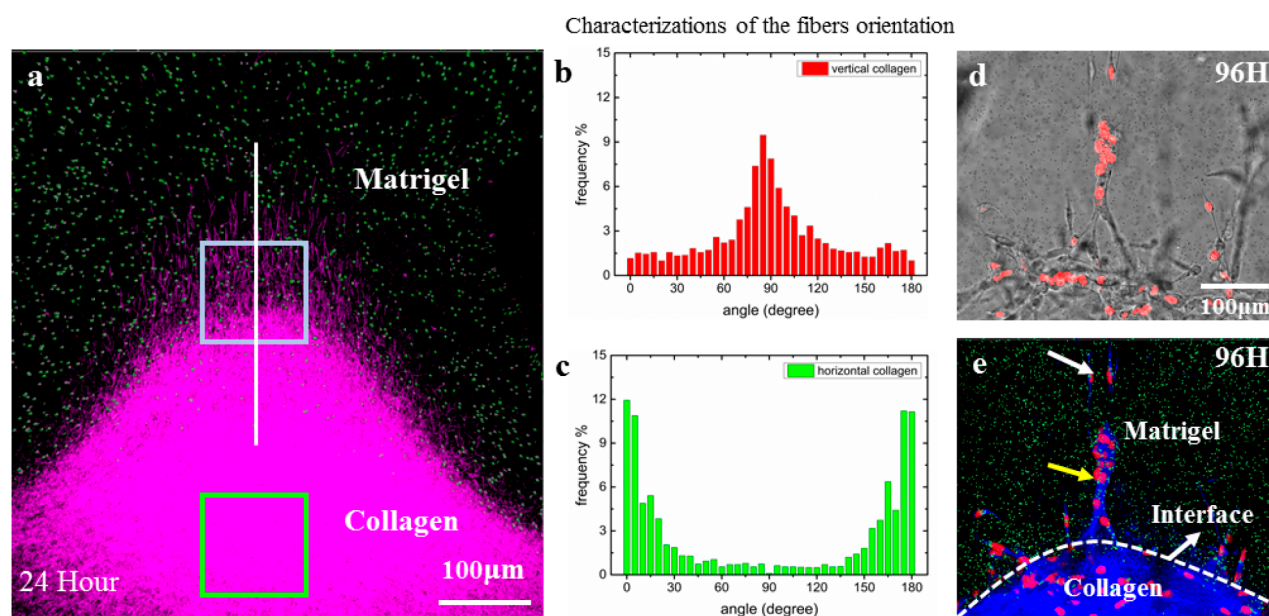 Characterizations of the fibers orientation
a
Matrigel
Collagen
24 Hour
100μm
b
vertical collagen
frequency %
15
12
9
6
3
0
0 30 60 90 120 150 180
angle (degree)
c
horizontal collagen
frequency %
15
12
9
6
3
0
0 30 60 90 120 150 180
angle (degree)
d
96H
100μm
e
96H
Matrigel
Interface
Collagen